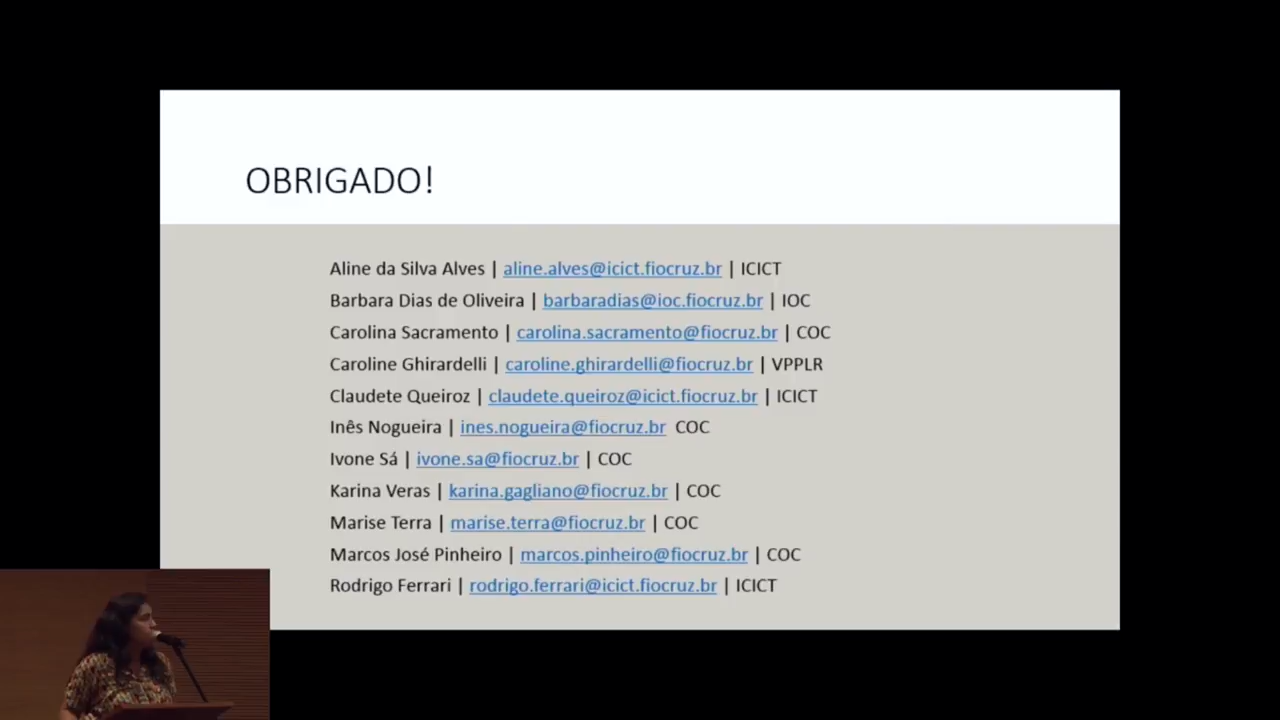 OBRIGADO!
Aline da Silva Alves | aline.alves@icict.fiocruz.br | ICICT
Barbara Dias de Oliveira | barbaradias@ioc.fiocruz.br | IOC
Carolina Sacramento | carolina.sacramento@fiocruz.br | COC
Caroline Ghirardelli | caroline.ghirardelli@fiocruz.br | VPPLR
Claudete Queiroz | claudete.queiroz@icict.fiocruz.br | ICICT
Inês Nogueira | ines.nogueira@fiocruz.br COC
Ivone Sá | ivone.sa@fiocruz.br | COC
Karina Veras | karina.gagliano@fiocruz.br | COC
Marise Terra | marise.terra@fiocruz.br | COC
Marcos José Pinheiro | marcos.pinheiro@fiocruz.br | COC
Rodrigo Ferrari | rodrigo.ferrari@icict.fiocruz.br | ICICT